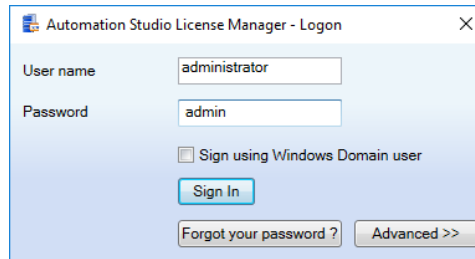 Automation Studio License Manager - Logon
User name administrator
Password admin
Sign using Windows Domain user
Sign In
Forgot your password ? Advanced >>